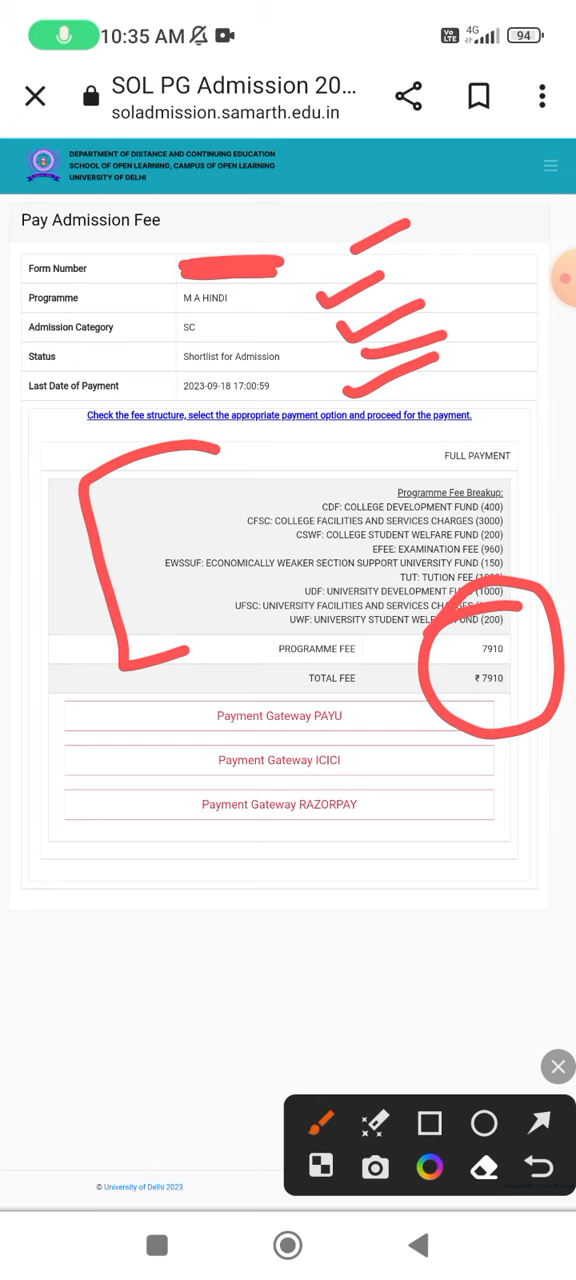 10:35 AM
Vo LTE 4G 94
SOL PG Admission 20...
soladmission.samarth.edu.in
DEPARTMENT OF DISTANCE AND CONTINUING EDUCATION
SCHOOL OF OPEN LEARNING, CAMPUS OF OPEN LEARNING
UNIVERSITY OF DELHI
Pay Admission Fee
Form Number
Programme M A HINDI
Admission Category SC
Status Shortlist for Admission
Last Date of Payment 2023-09-18 17:00:59
Check the fee structure, select the appropriate payment option and proceed for the payment.
FULL PAYMENT
Programme Fee Breakup:
CDF: COLLEGE DEVELOPMENT FUND (400)
CFSC: COLLEGE FACILITIES AND SERVICES CHARGES (3000)
CSWF: COLLEGE STUDENT WELFARE FUND (200)
EFEE: EXAMINATION FEE (960)
EWSSUF: ECONOMICALLY WEAKER SECTION SUPPORT UNIVERSITY FUND (150)
TUT: TUTION FEE
UDF: UNIVERSITY DEVELOPMENT FUND (1000)
UFSC: UNIVERSITY FACILITIES AND SERVICES CHARGES
UWF: UNIVERSITY STUDENT WELFARE FUND (200)
PROGRAMME FEE 7910
TOTAL FEE ₹ 7910
Payment Gateway PAYU
Payment Gateway ICICI
Payment Gateway RAZORPAY
© University of Delhi 2023